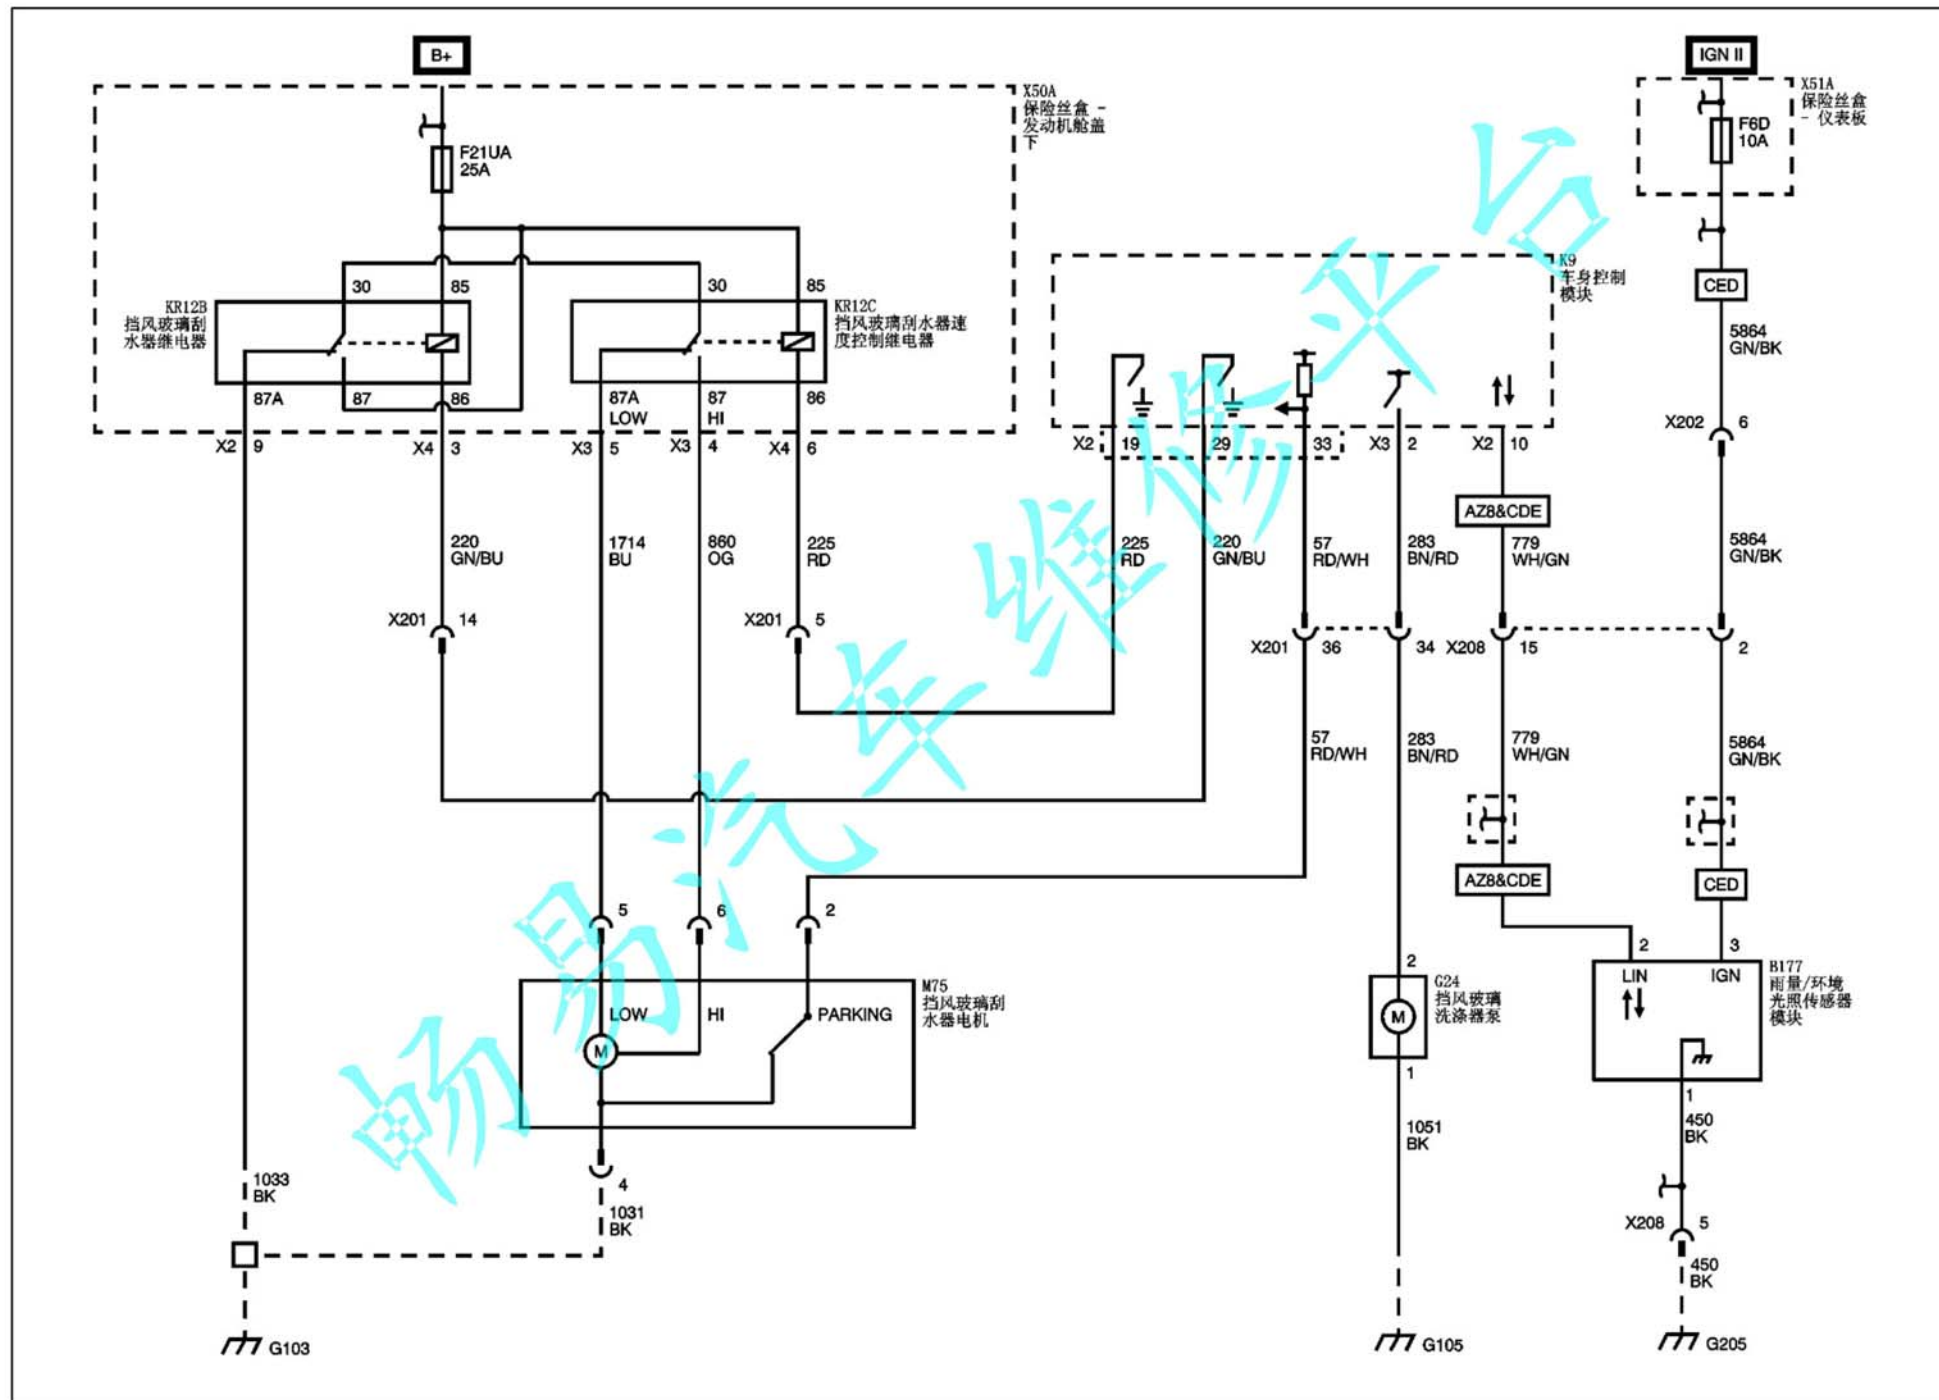 B+
IGN II
X50A
保险丝盒 -
发动机舱盖
下
X51A
保险丝盒
- 仪表板
F21UA
25A
F6D
10A
K9
车身控制
模块
CED
30
85
30
85
KR12B
挡风玻璃刮
水器继电器
KR12C
挡风玻璃刮水器速
度控制继电器
5864
GN/BK
87A
87
86
87A
LOW
87
HI
86
X202
6
X2
9
X4
3
X3
5
X3
4
X4
6
X2
19
29
33
X3
2
X2
10
AZ8&CDE
220
GN/BU
1714
BU
860
OG
225
RD
225
RD
220
GN/BU
57
RD/WH
283
BN/RD
779
WH/GN
5864
GN/BK
X201
14
X201
5
X201
36
34
X208
15
2
57
RD/WH
283
BN/RD
779
WH/GN
5864
GN/BK
AZ8&CDE
CED
5
6
2
2
2
3
M75
挡风玻璃刮
水器电机
LOW
HI
PARKING
M
G24
挡风玻璃
洗涤器泵
M
LIN
IGN
B177
雨量/环境
光照传感器
模块
1
1
1051
BK
450
BK
1033
BK
4
1031
BK
X208
5
450
BK
G103
G105
G205
畅易汽车维修平台